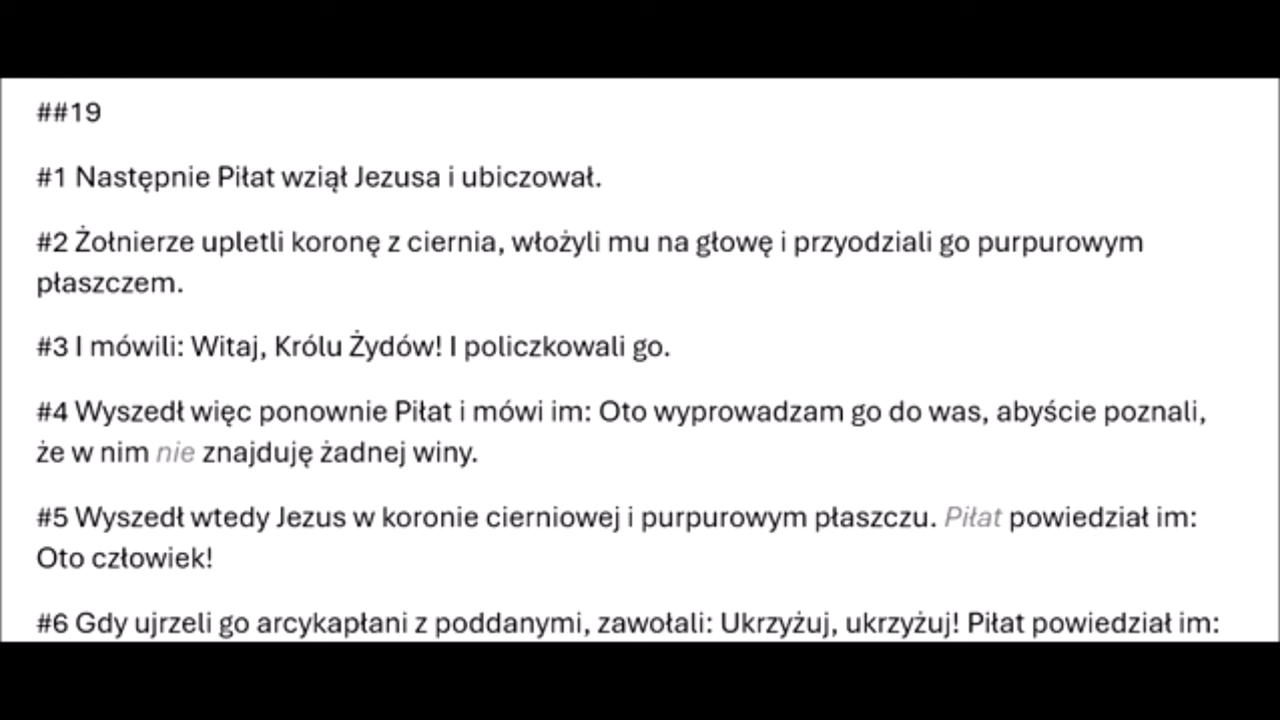 ##19
#1 Następnie Piłat wziął Jezusa i ubiczował.
#2 Żołnierze upletli koronę z ciernia, włożyli mu na głowę i przyodziali go purpurowym
płaszczem.
#3 I mówili: Witaj, Królu Żydów! I policzkowali go.
#4 Wyszedł więc ponownie Piłat i mówi im: Oto wyprowadzam go do was, abyście poznali,
że w nim nie znajduję żadnej winy.
#5 Wyszedł wtedy Jezus w koronie cierniowej i purpurowym płaszczu. Piłat powiedział im:
Oto człowiek!
#6 Gdy ujrzeli go arcykapłani z poddanymi, zawołali: Ukrzyżuj, ukrzyżuj! Piłat powiedział im: